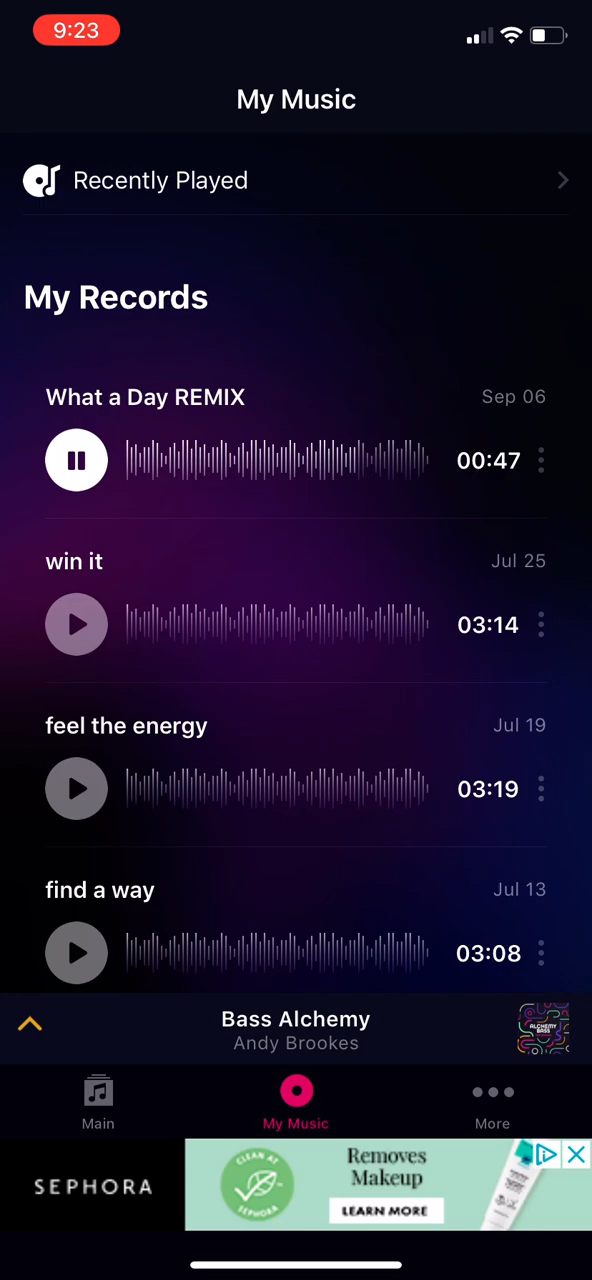 9:23
My Music
Recently Played
My Records
What a Day REMIX
Sep 06
00:47
win it
Jul 25
03:14
feel the energy
Jul 19
03:19
find a way
Jul 13
03:08
Bass Alchemy
Andy Brookes
ALCHEMY
BASS
Main
My Music
More
SEPHORA
CLEAN AT
SEPHORA
Removes
Makeup
LEARN MORE